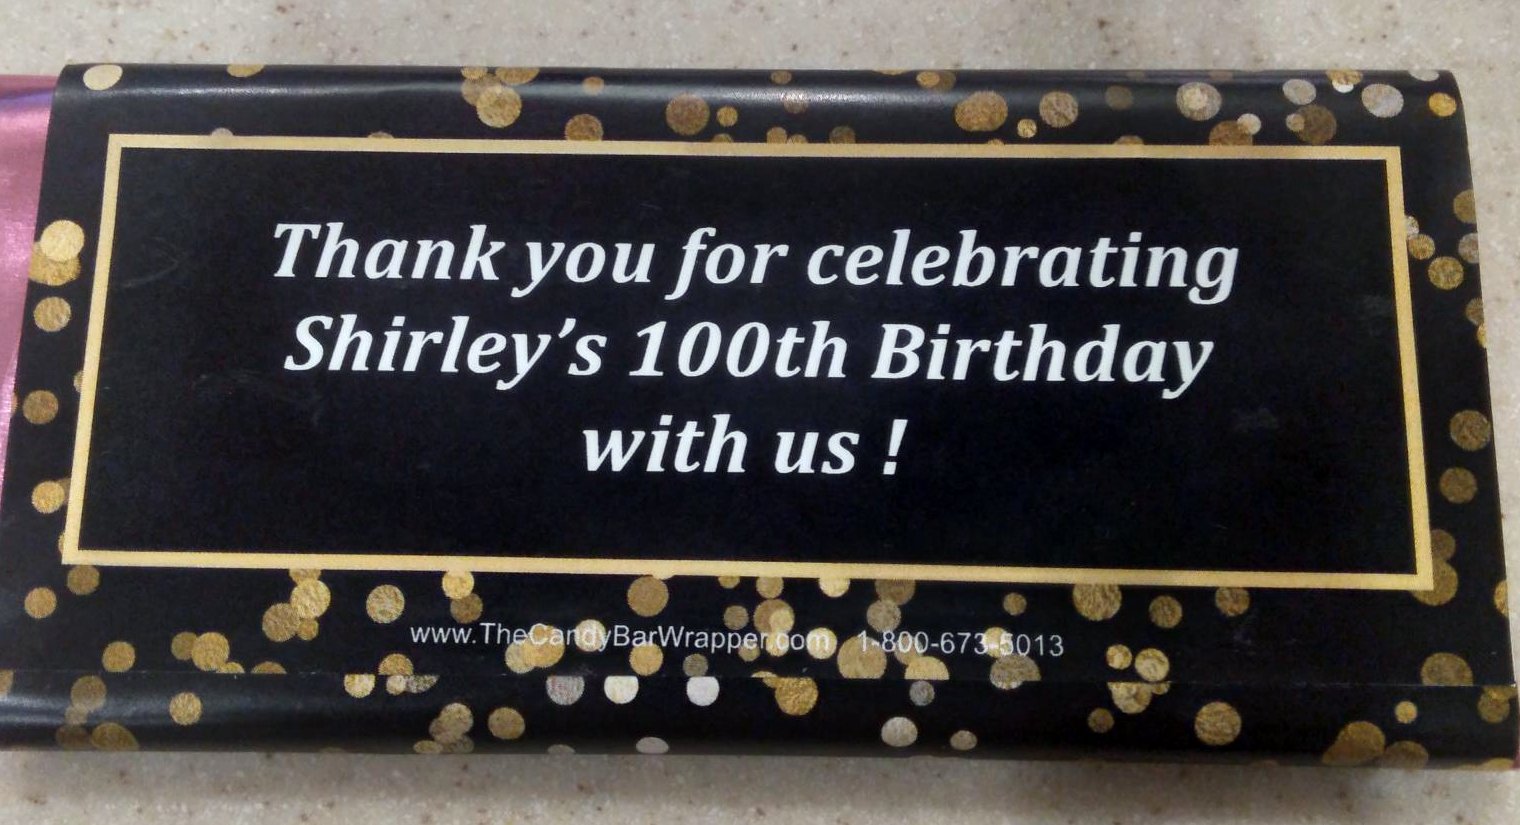 Thank you for celebrating
Shirley’s 100th Birthday
with us !
www.TheCandyBarWrapper.com 1-800-673-5013